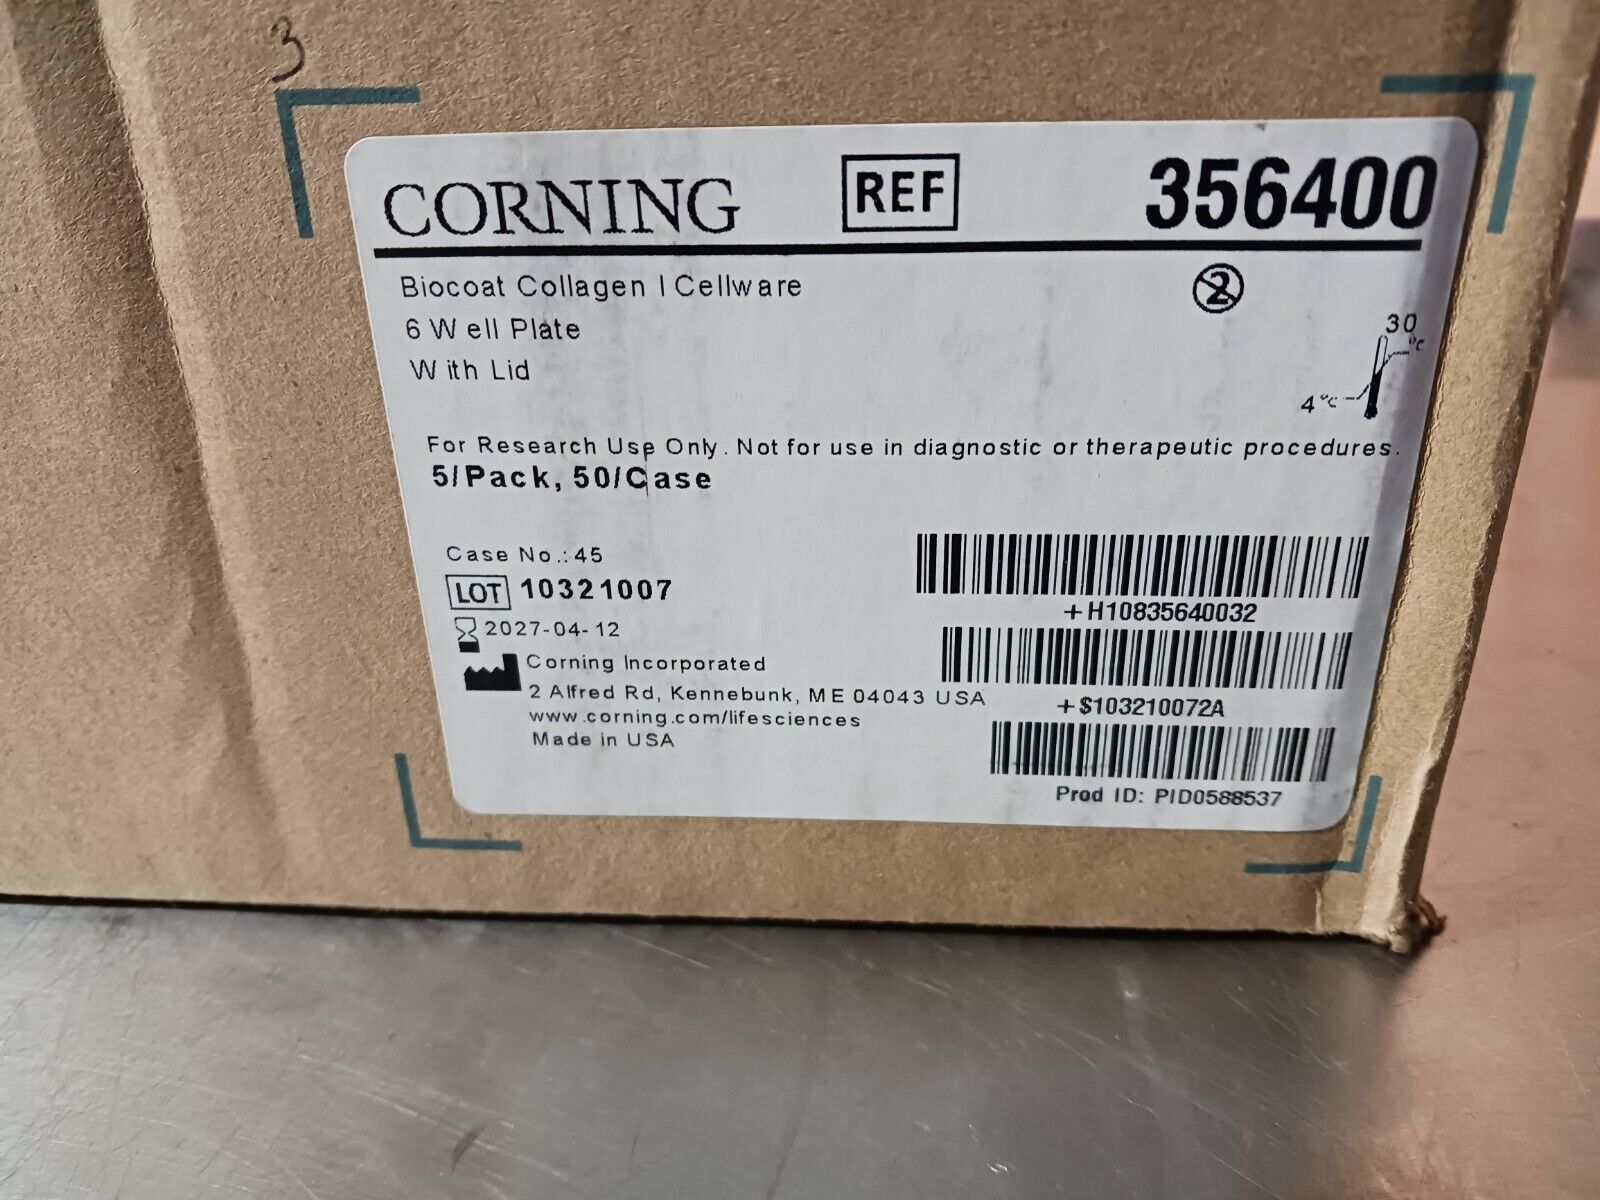 3
CORNING REF 356400
Biocoat Collagen I Cellware
2
6 Well Plate
30 °C
With Lid
4 °C
For Research Use Only. Not for use in diagnostic or therapeutic procedures.
5/Pack, 50/Case
Case No.: 45
LOT 10321007
+H10835640032
2027-04-12
Corning Incorporated
2 Alfred Rd, Kennebunk, ME 04043 USA
+$103210072A
www.corning.com/lifesciences
Made in USA
Prod ID: PID0588537